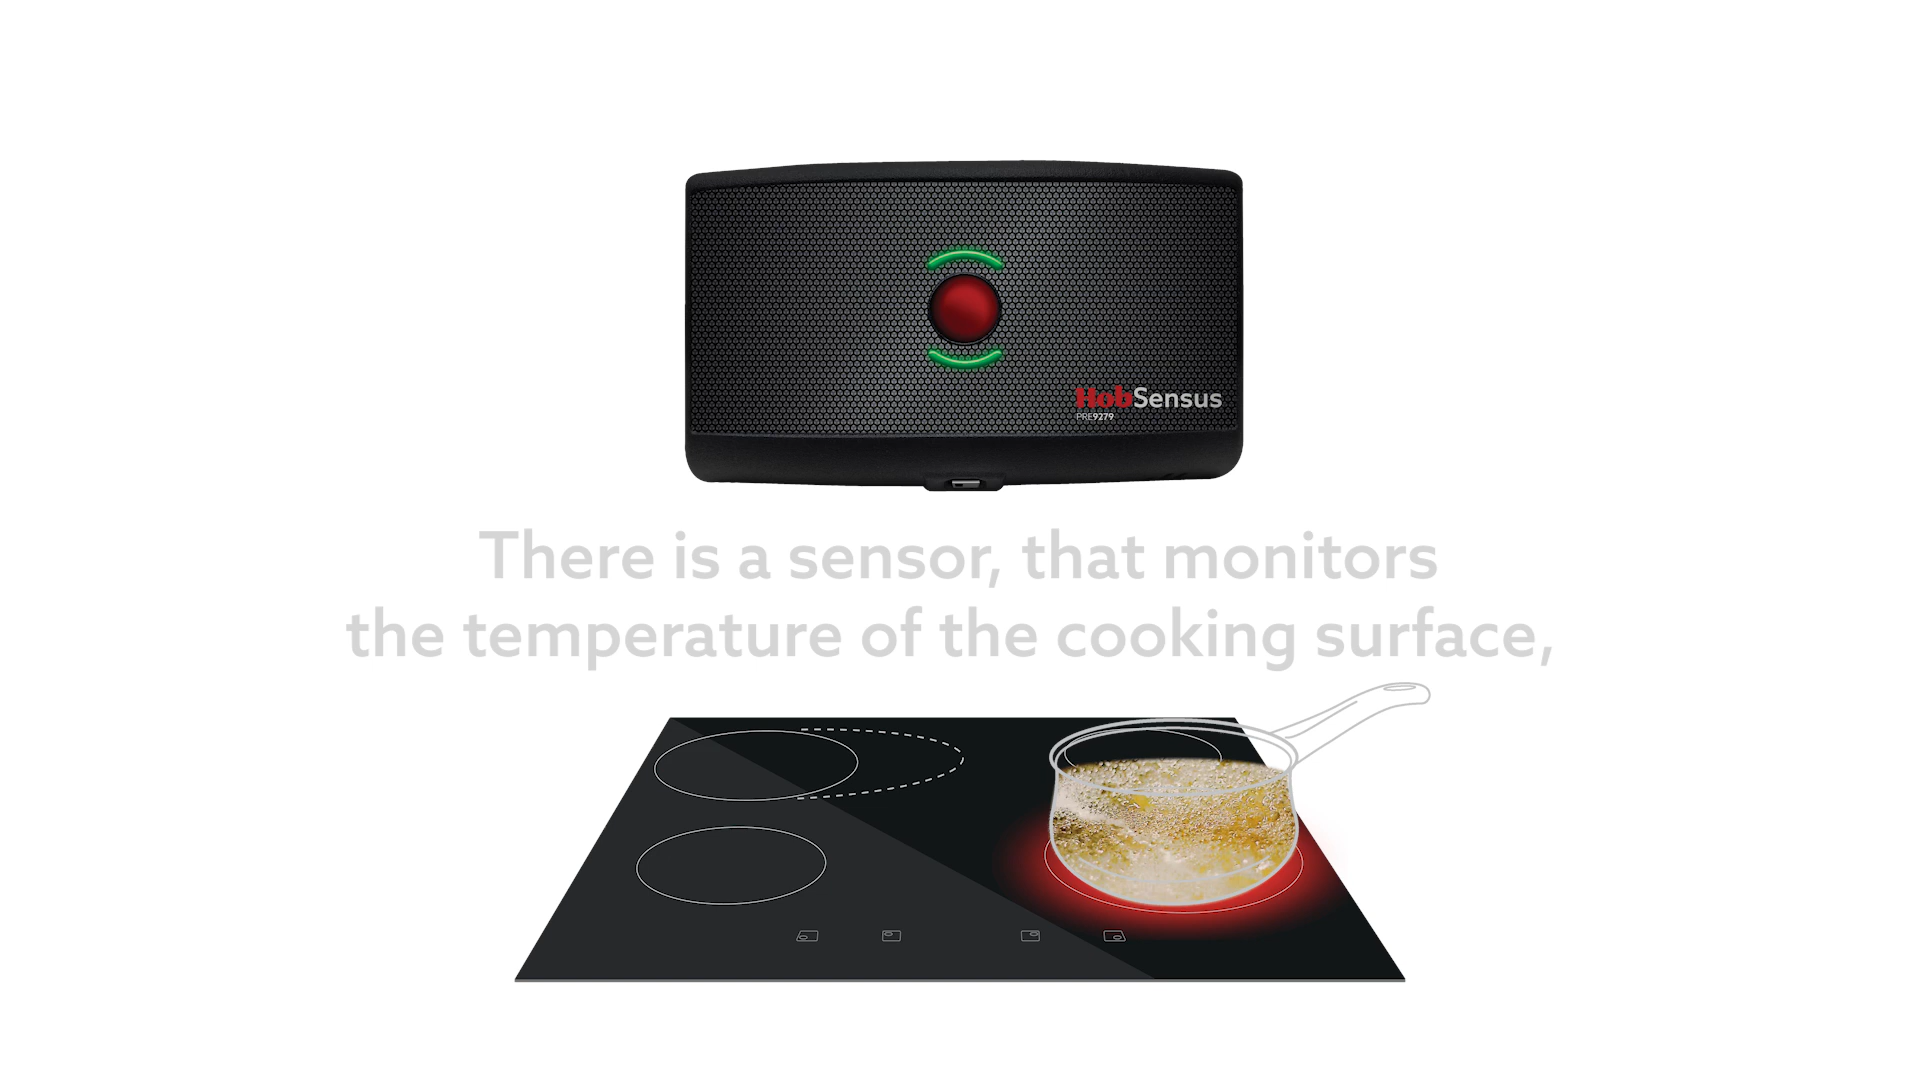 HobSensus
PRE9279
There is a sensor, that monitors
the temperature of the cooking surface,